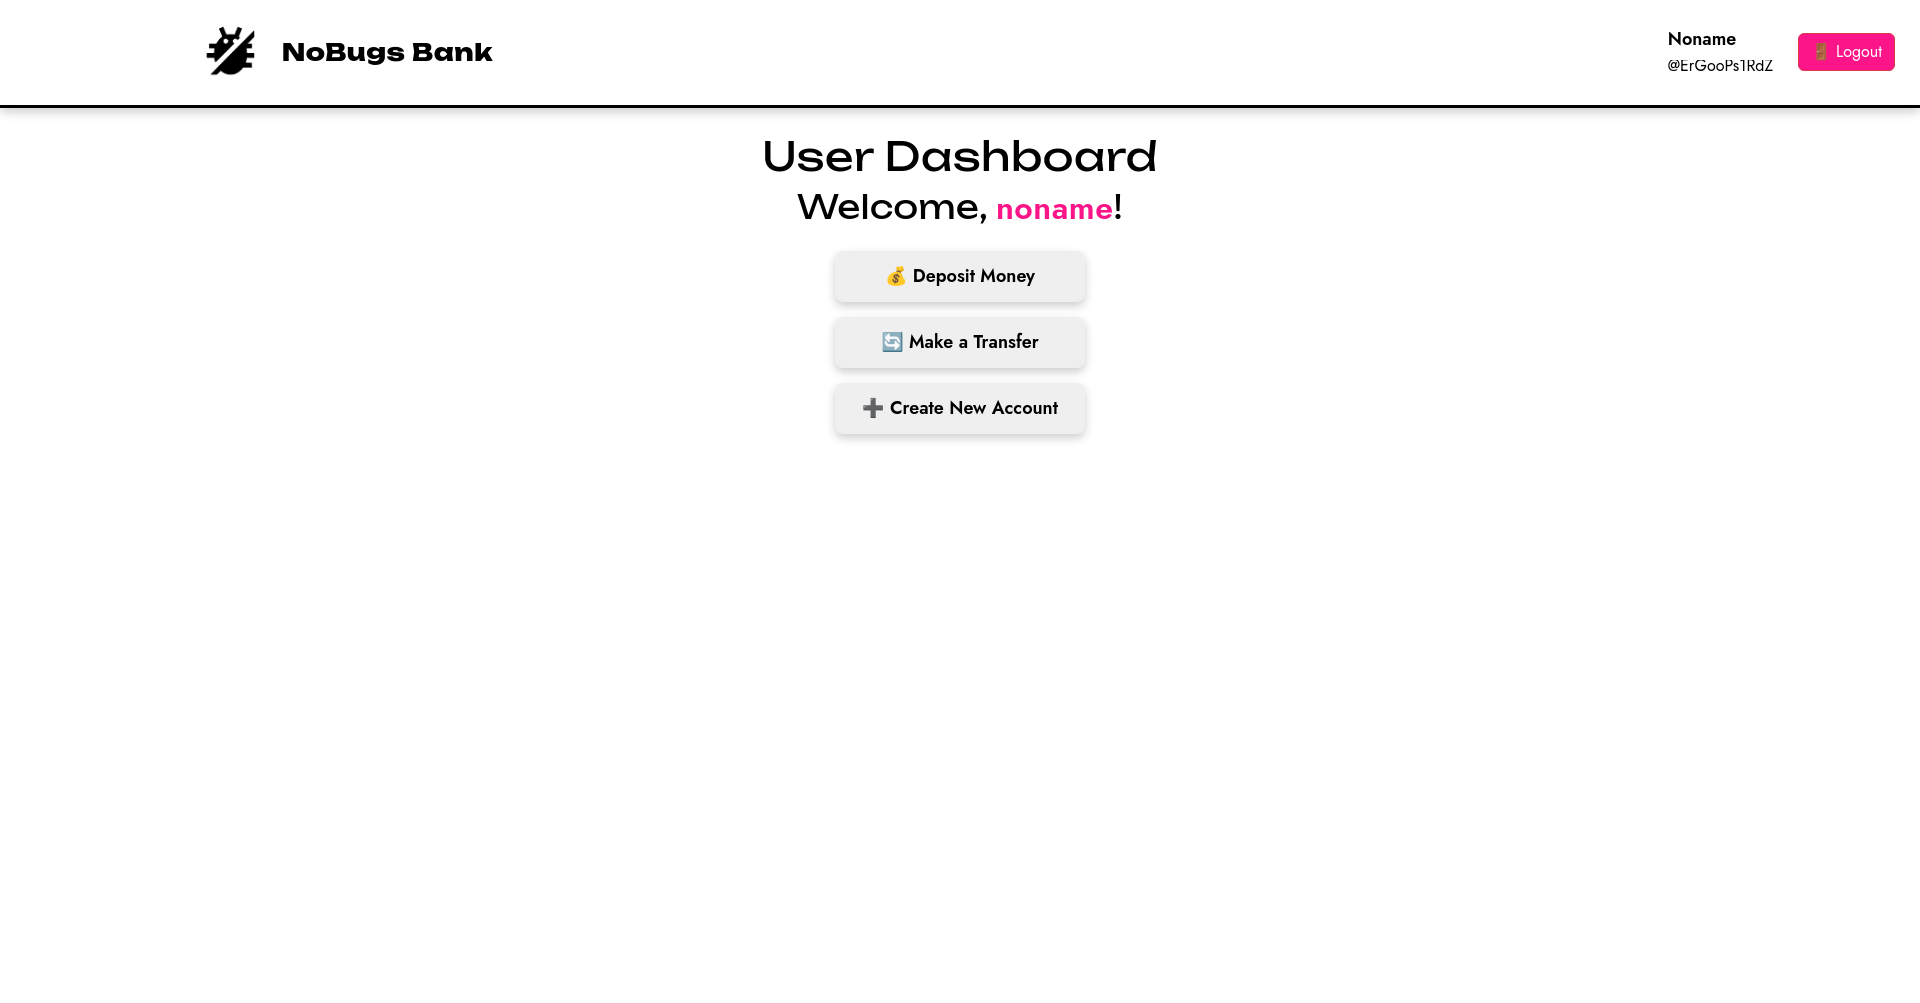 NoBugs Bank
Noname
@ErGooPs1RdZ
🚪 Logout
User Dashboard
Welcome, noname!
💰 Deposit Money
🔄 Make a Transfer
➕ Create New Account